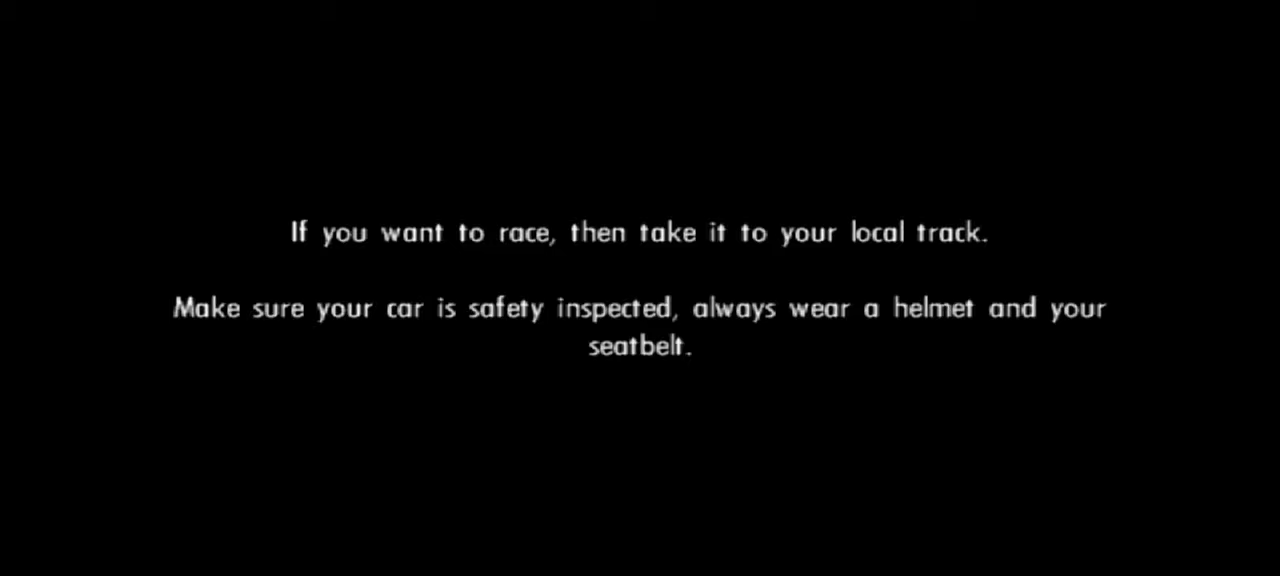 If you want to race, then take it to your local track.
Make sure your car is safety inspected, always wear a helmet and your
seatbelt.